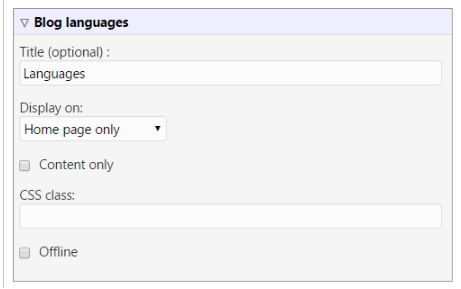 Blog languages
Title (optional) :
Languages
Display on:
Home page only
Content only
CSS class:
Offline